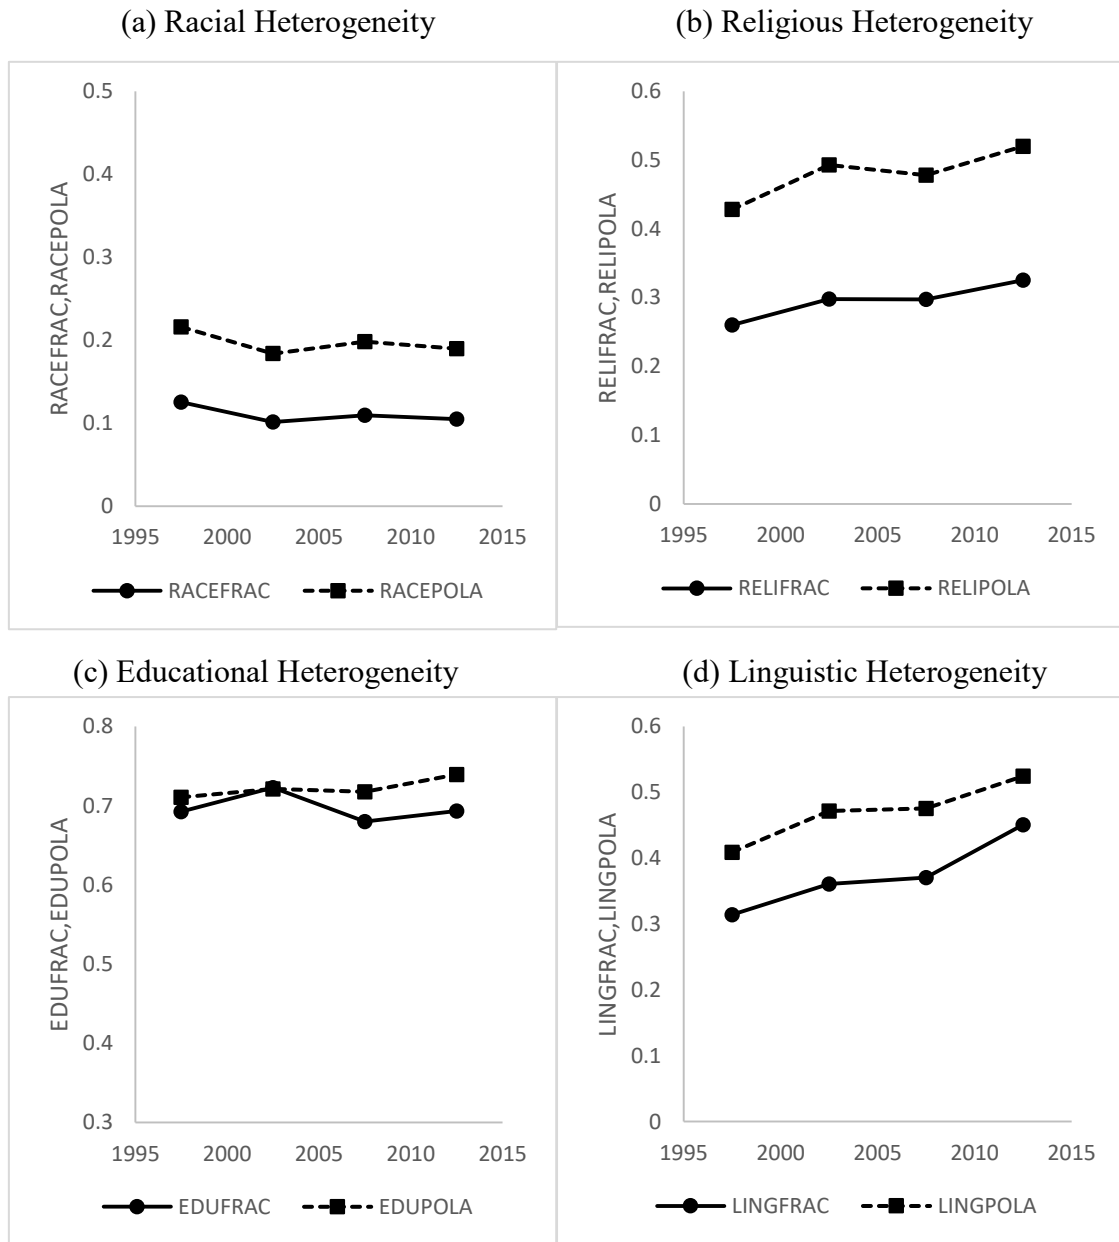 (a) Racial Heterogeneity
RACEFRAC,RACEPOLA
0.5
0.4
0.3
0.2
0.1
0
1995 2000 2005 2010 2015
RACEFRAC RACEPOLA
(b) Religious Heterogeneity
RELIFRAC,RELIPOLA
0.6
0.5
0.4
0.3
0.2
0.1
0
1995 2000 2005 2010 2015
RELIFRAC RELIPOLA
(c) Educational Heterogeneity
EDUFRAC,EDUPOLA
0.8
0.7
0.6
0.5
0.4
0.3
1995 2000 2005 2010 2015
EDUFRAC EDUPOLA
(d) Linguistic Heterogeneity
LINGFRAC,LINGPOLA
0.6
0.5
0.4
0.3
0.2
0.1
0
1995 2000 2005 2010 2015
LINGFRAC LINGPOLA